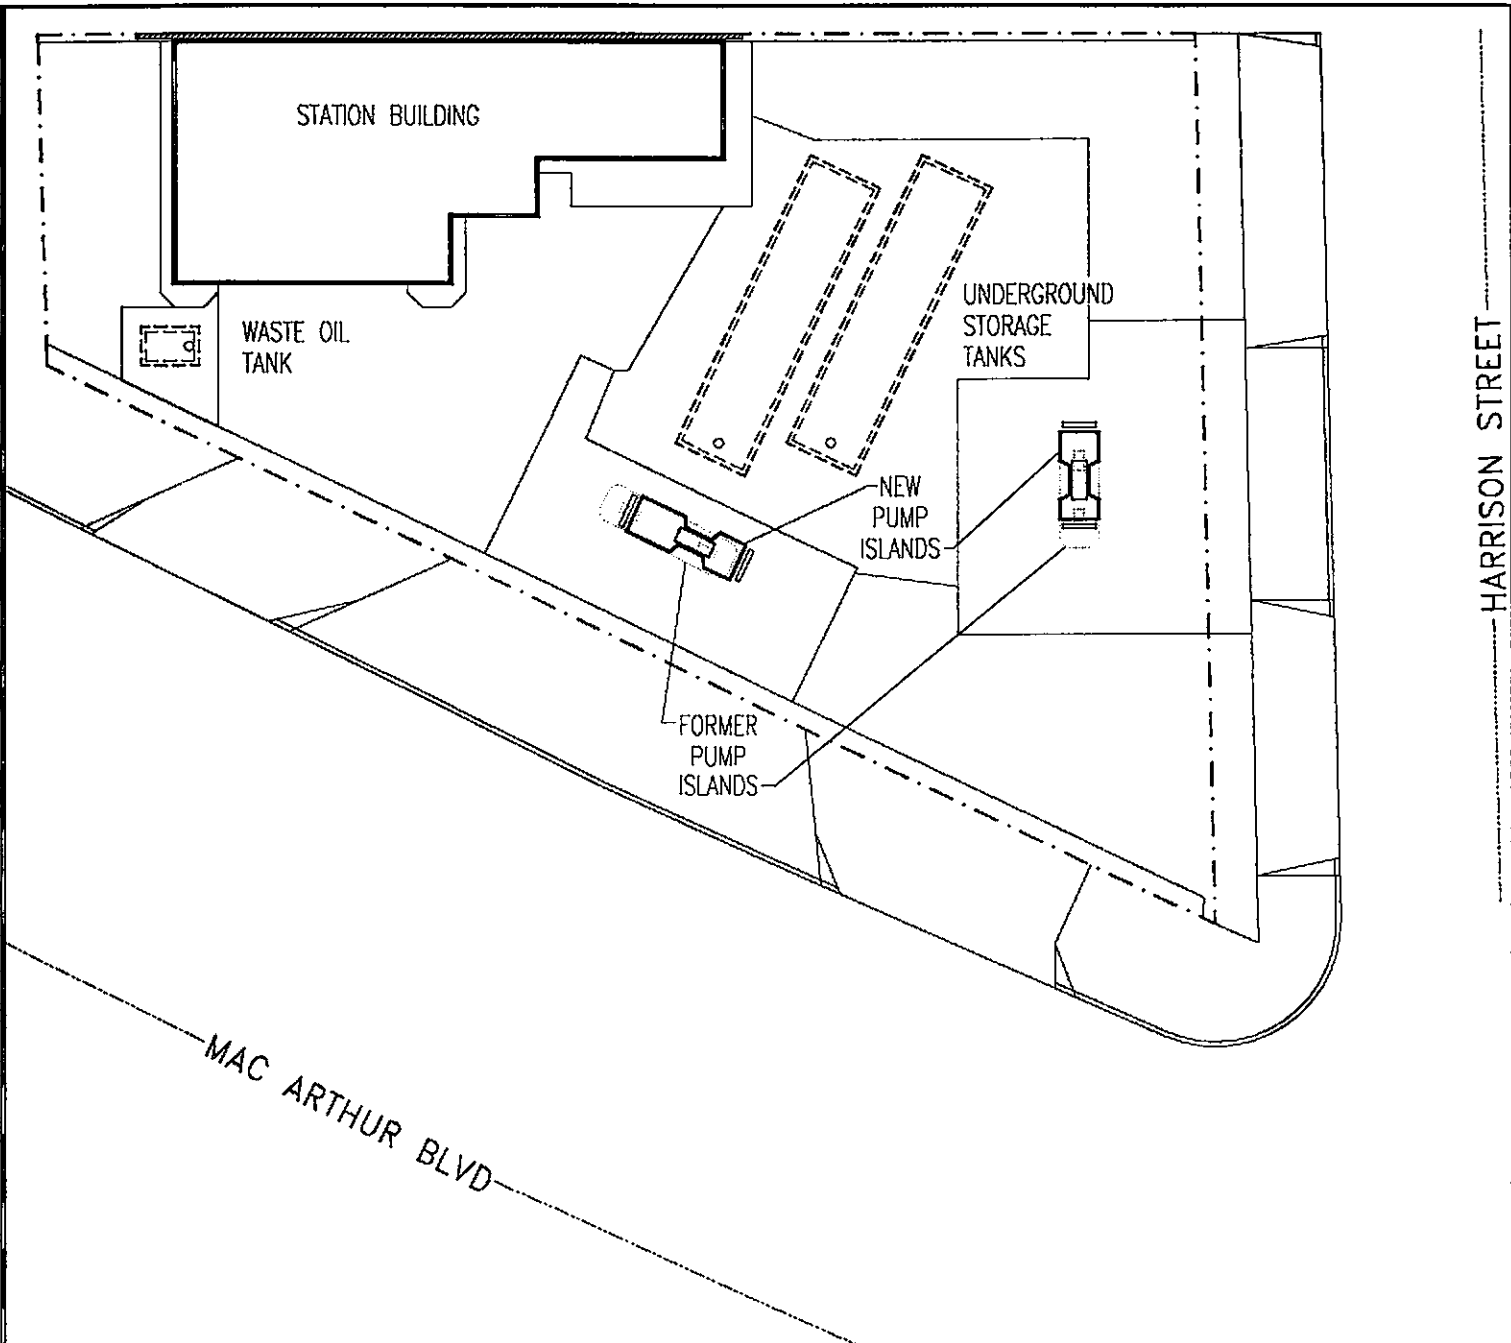 STATION BUILDING
UNDERGROUND
STORAGE
TANKS
WASTE OIL
TANK
HARRISON STREET
NEW
PUMP
ISLANDS
FORMER
PUMP
ISLANDS
MAC ARTHUR BLVD